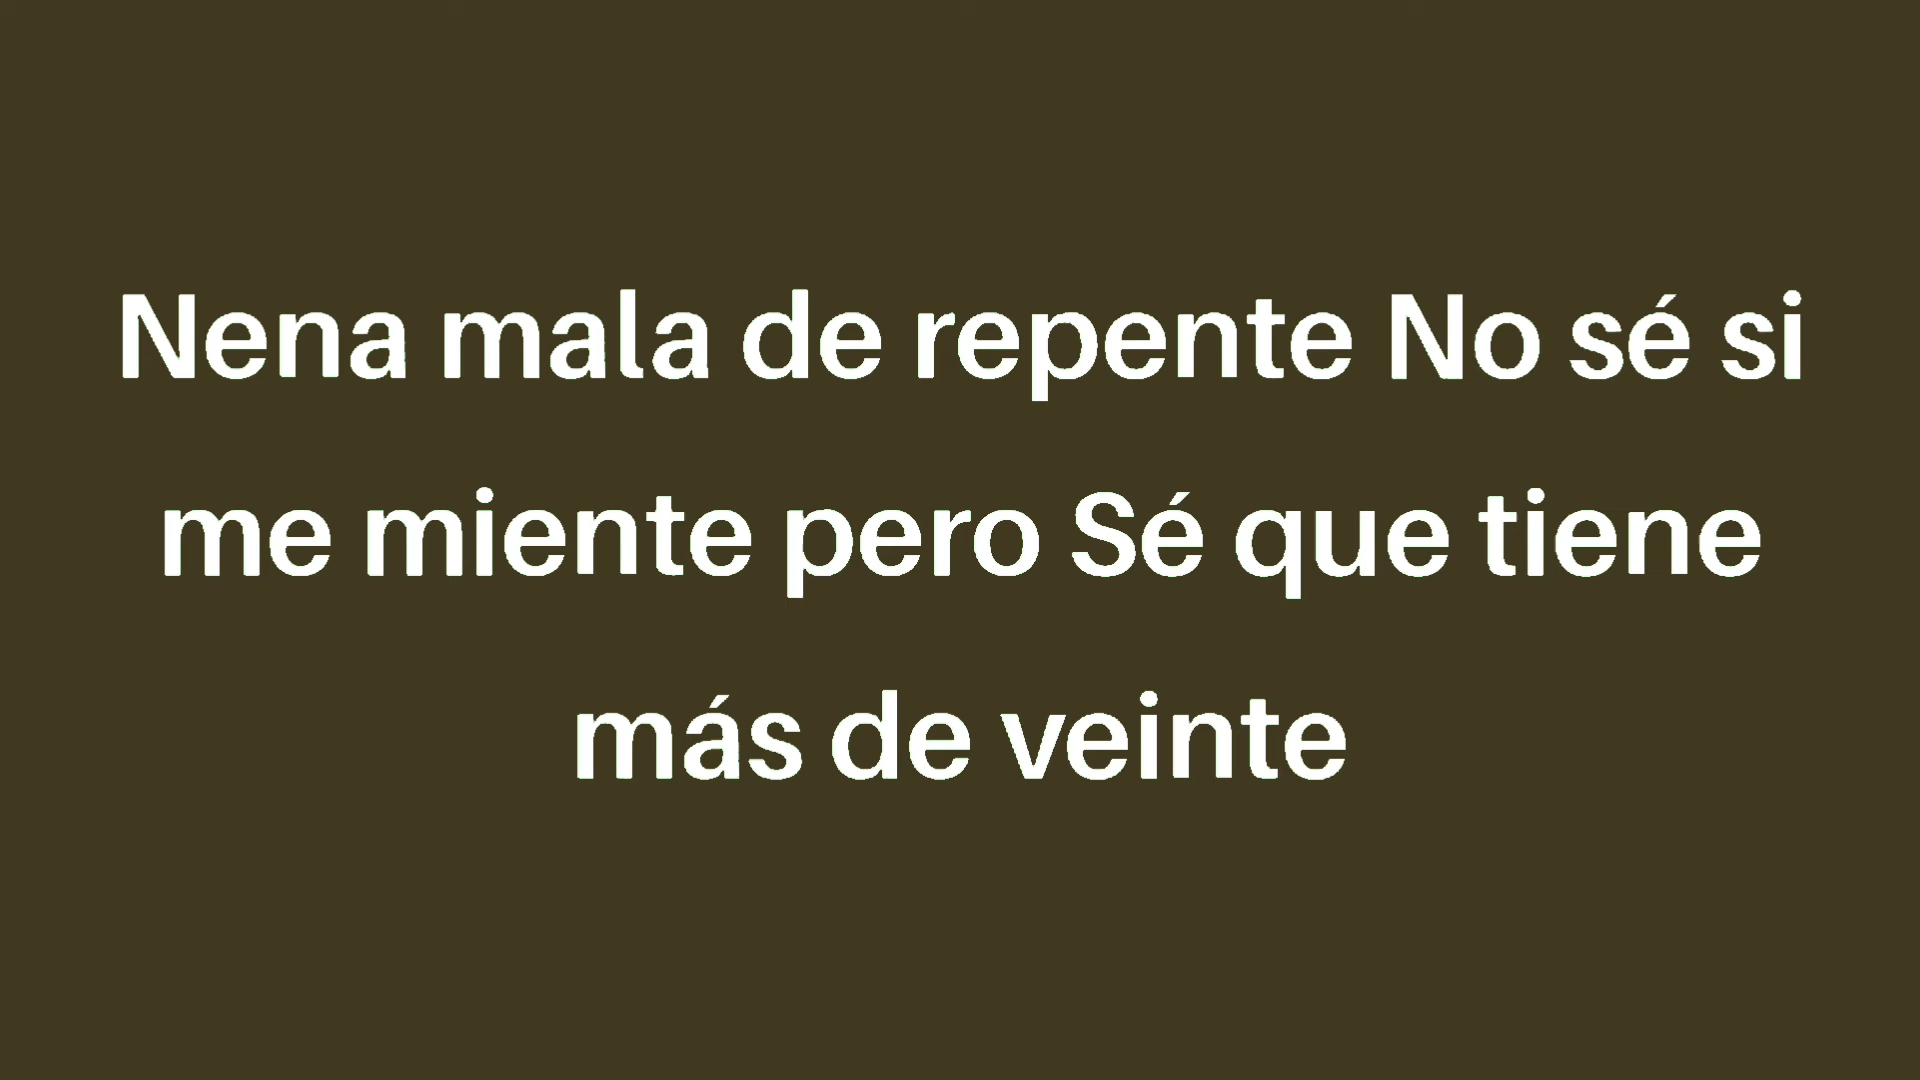 Nena mala de repente No sé si
me miente pero Sé que tiene
más de veinte